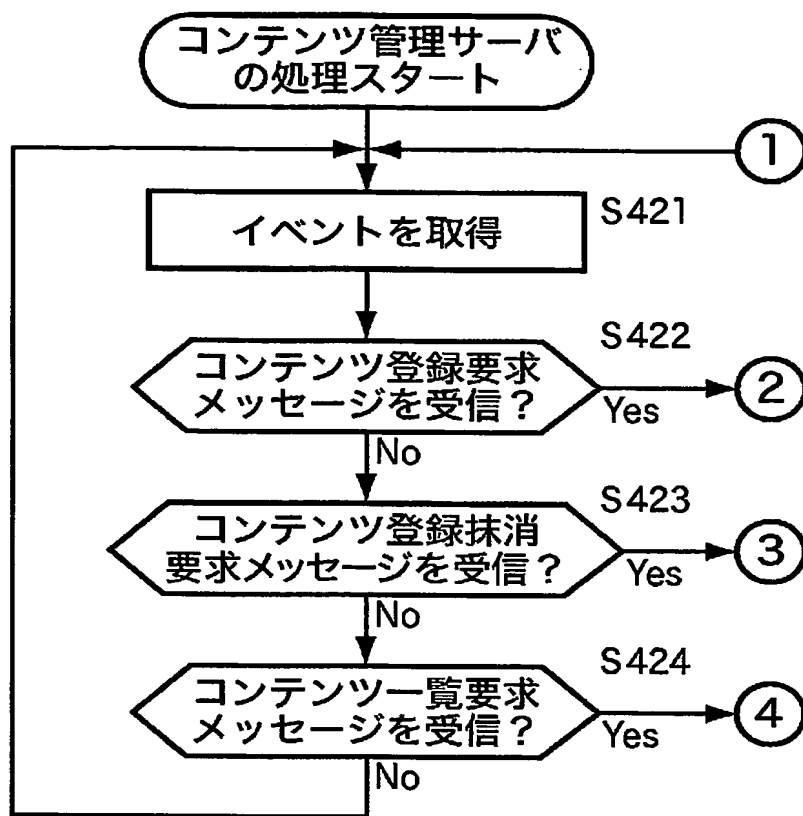 コンテンツ管理サーバ
の処理スタート
①
イベントを取得
S421
コンテンツ登録要求
メッセージを受信？
S422
Yes
②
No
コンテンツ登録抹消
要求メッセージを受信？
S423
Yes
③
No
コンテンツ一覧要求
メッセージを受信？
S424
Yes
④
No